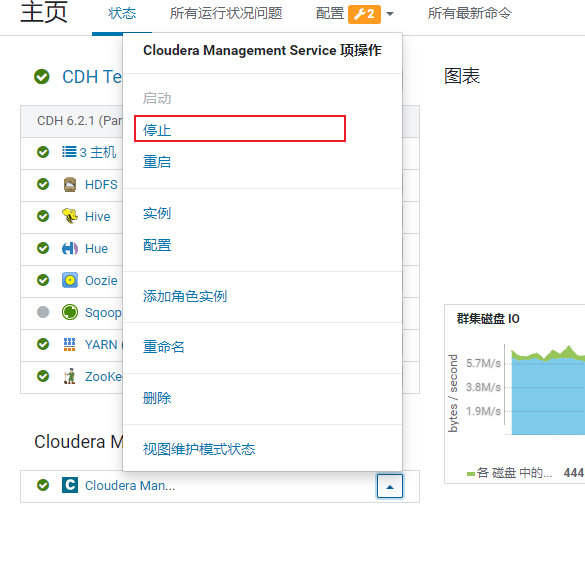 主页
状态
所有运行状况问题
配置
2
所有最新命令
Cloudera Management Service 项操作
启动
停止
重启
实例
配置
添加角色实例
重命名
删除
视图维护模式状态
CDH Te
CDH 6.2.1 (Par
3 主机
HDFS
Hive
Hue
Oozie
Sqoop
YARN (
ZooKe
Cloudera M
Cloudera Man...
图表
群集磁盘 IO
bytes / second
5.7M/s
3.8M/s
1.9M/s
各 磁盘 中的... 444